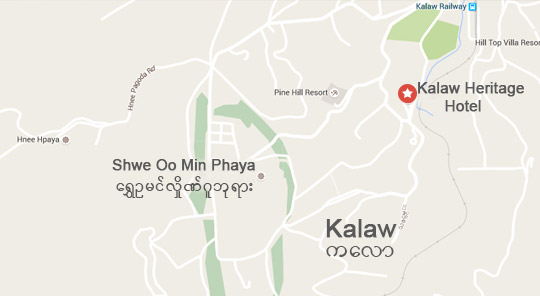 Kalaw Railway
Hill Top Villa Resor
Hnee Pagoda Rd
Pine Hill Resort
Kalaw Heritage
Hotel
Hnee Hpaya
Shwe Oo Min Phaya
ရွှေဥမင်လှိုဏ်ဂူဘုရား
Kalaw
ကလော